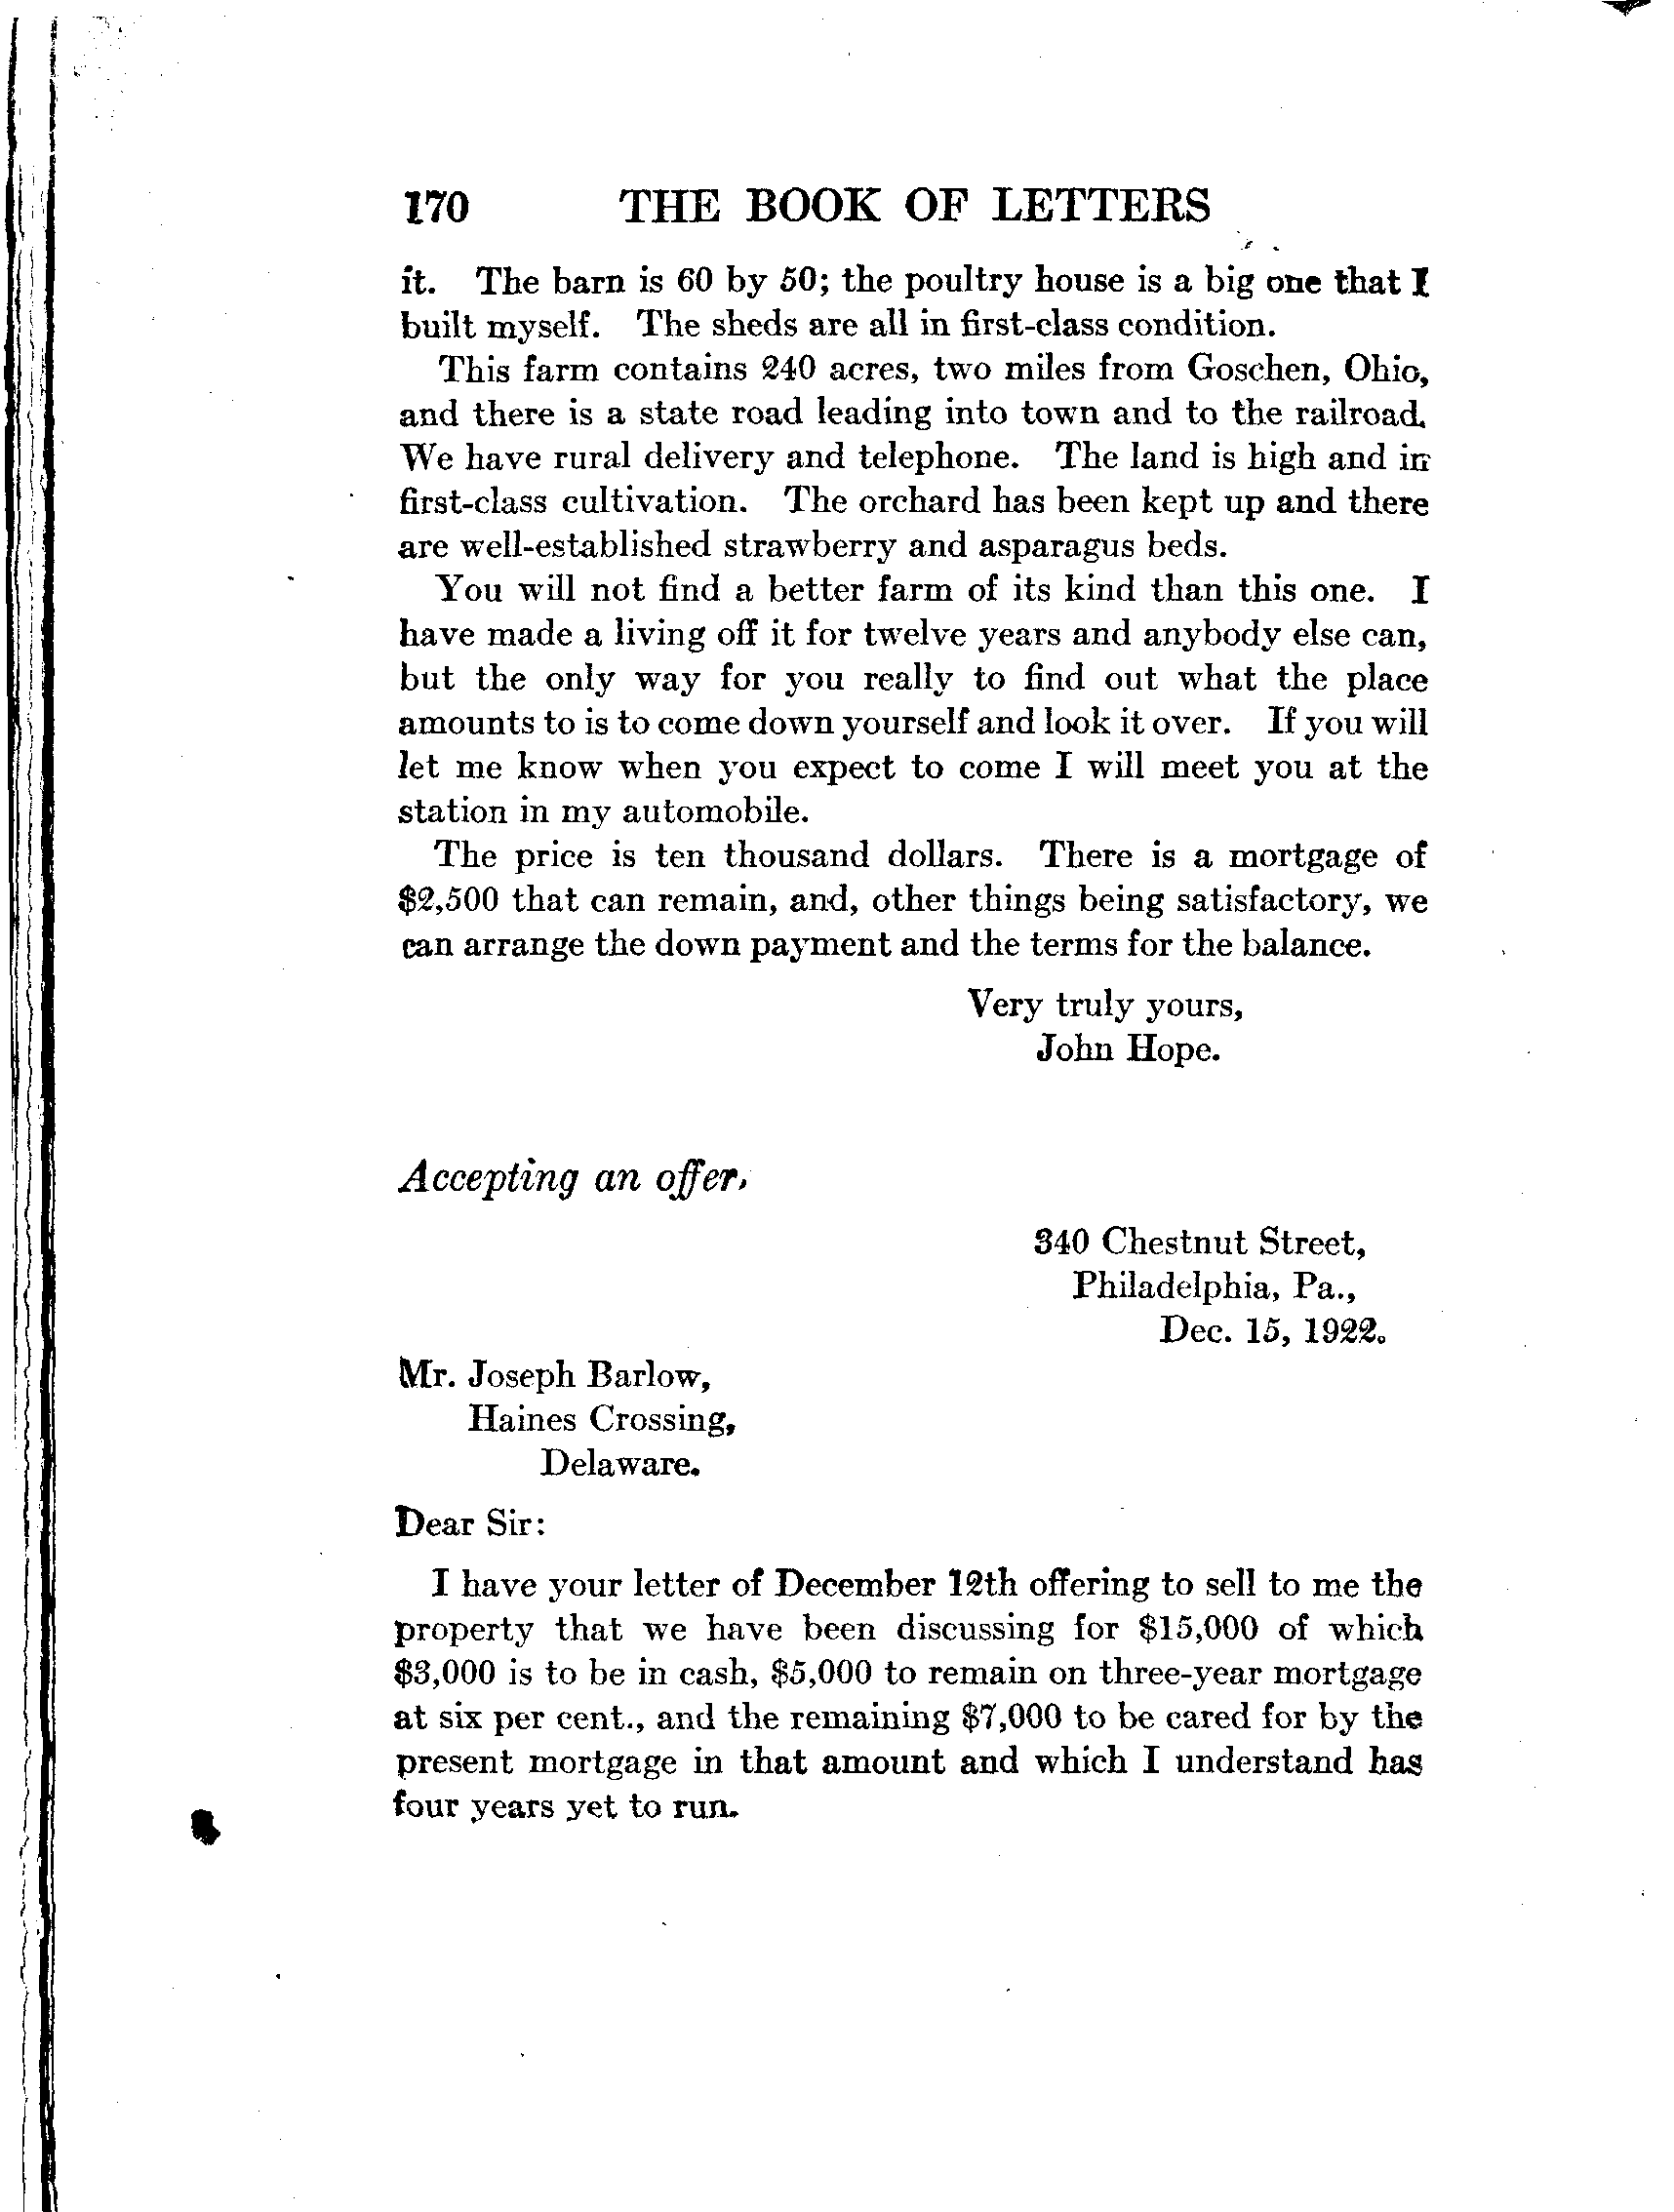 170 THE BOOK OF LETTERS
it. The barn is 60 by 50; the poultry house is a big one that I
built myself. The sheds are all in first-class condition.
This farm contains 240 acres, two miles from Goschen, Ohio,
and there is a state road leading into town and to the railroad.
We have rural delivery and telephone. The land is high and in
first-class cultivation. The orchard has been kept up and there
are well-established strawberry and asparagus beds.
You will not find a better farm of its kind than this one. I
have made a living off it for twelve years and anybody else can,
but the only way for you really to find out what the place
amounts to is to come down yourself and look it over. If you will
let me know when you expect to come I will meet you at the
station in my automobile.
The price is ten thousand dollars. There is a mortgage of
$2,500 that can remain, and, other things being satisfactory, we
can arrange the down payment and the terms for the balance.
Very truly yours,
John Hope.
Accepting an offer.
340 Chestnut Street,
Philadelphia, Pa.,
Dec. 15, 1922.
Mr. Joseph Barlow,
Haines Crossing,
Delaware.
Dear Sir:
I have your letter of December 12th offering to sell to me the
property that we have been discussing for $15,000 of which
$3,000 is to be in cash, $5,000 to remain on three-year mortgage
at six per cent., and the remaining $7,000 to be cared for by the
present mortgage in that amount and which I understand has
four years yet to run.